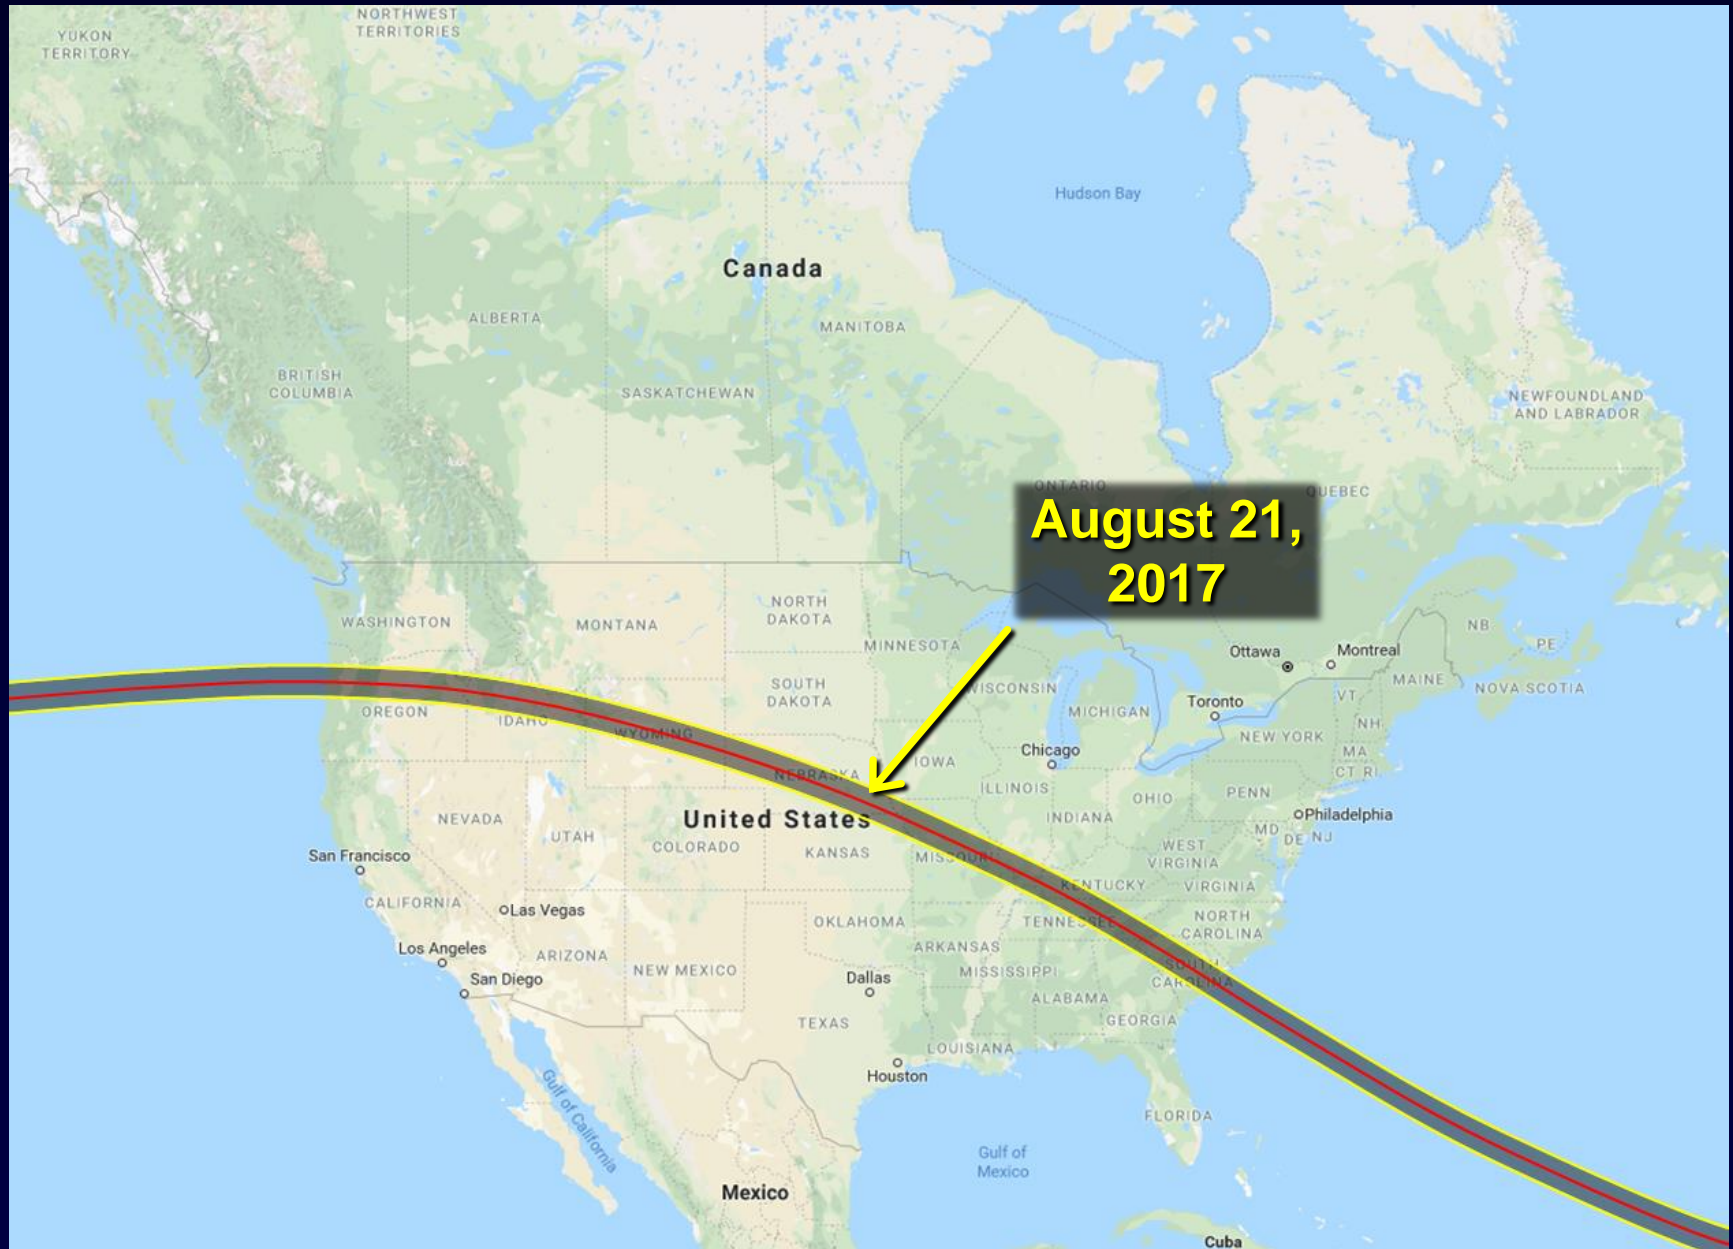 NORTHWEST
TERRITORIES
YUKON
TERRITORY
Hudson Bay
Canada
ALBERTA
MANITOBA
BRITISH
COLUMBIA
SASKATCHEWAN
NEWFOUNDLAND
AND LABRADOR
ONTARIO
QUEBEC
August 21,
2017
NORTH
DAKOTA
WASHINGTON
MONTANA
MINNESOTA
NB
PE
Ottawa
Montreal
MAINE
NOVA SCOTIA
SOUTH
DAKOTA
WISCONSIN
MICHIGAN
Toronto
VT
NH
OREGON
IDAHO
WYOMING
NEW YORK
MA
CT RI
Chicago
IOWA
NEBRASKA
ILLINOIS
OHIO
PENN
NEVADA
United States
INDIANA
Philadelphia
MD
DE
NJ
UTAH
COLORADO
KANSAS
MISSOURI
WEST
VIRGINIA
San Francisco
KENTUCKY
VIRGINIA
CALIFORNIA
Las Vegas
OKLAHOMA
TENNESSEE
NORTH
CAROLINA
Los Angeles
ARIZONA
NEW MEXICO
ARKANSAS
MISSISSIPPI
SOUTH
CAROLINA
San Diego
Dallas
ALABAMA
TEXAS
GEORGIA
LOUISIANA
Houston
Gulf of California
FLORIDA
Gulf of
Mexico
Mexico
Cuba